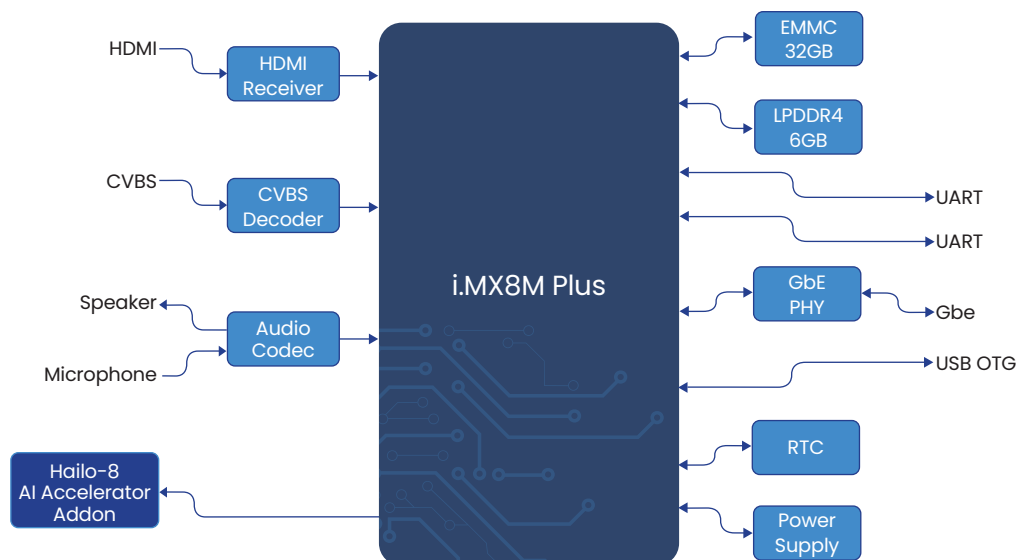 HDMI
HDMI
Receiver
CVBS
CVBS
Decoder
Speaker
Audio
Codec
Microphone
Hailo-8
AI Accelerator
Addon
i.MX8M Plus
EMMC
32GB
LPDDR4
6GB
UART
UART
GbE
PHY
Gbe
USB OTG
RTC
Power
Supply